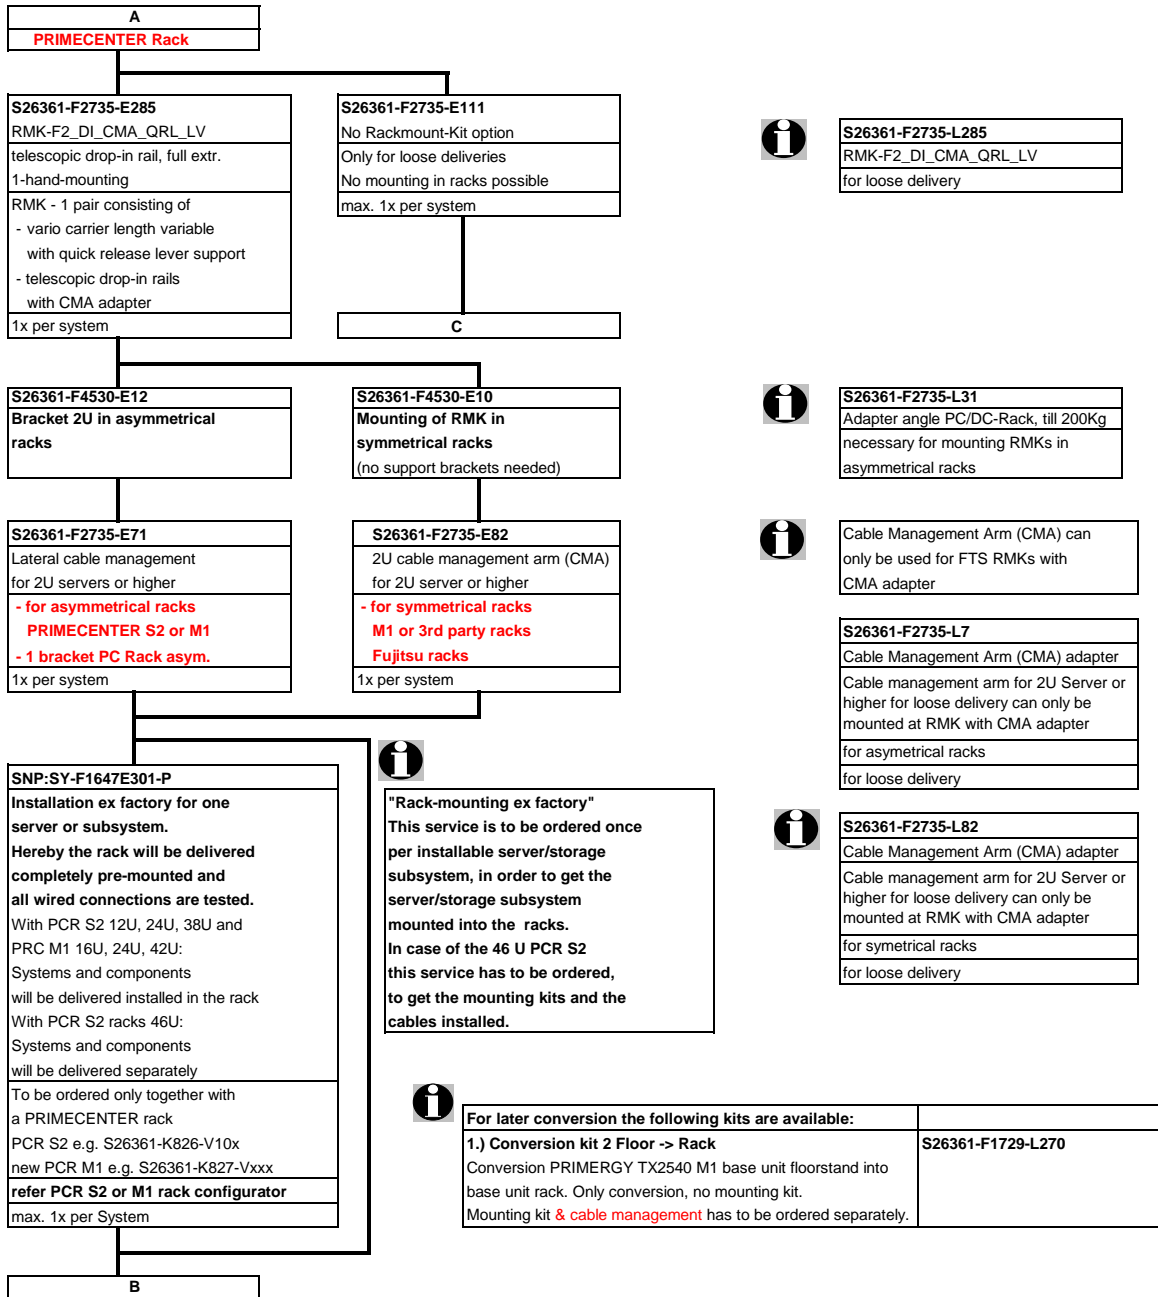 A
PRIMECENTER Rack
S26361-F2735-E285
RMK-F2_DI_CMA_QRL_LV
telescopic drop-in rail, full extr.
1-hand-mounting
RMK - 1 pair consisting of
- vario carrier length variable
with quick release lever support
- telescopic drop-in rails
with CMA adapter
1x per system
S26361-F2735-E111
No Rackmount-Kit option
Only for loose deliveries
No mounting in racks possible
max. 1x per system
C
S26361-F2735-L285
RMK-F2_DI_CMA_QRL_LV
for loose delivery
S26361-F4530-E12
Bracket 2U in asymmetrical
racks
S26361-F4530-E10
Mounting of RMK in
symmetrical racks
(no support brackets needed)
S26361-F2735-L31
Adapter angle PC/DC-Rack, till 200Kg
necessary for mounting RMKs in
asymmetrical racks
S26361-F2735-E71
Lateral cable management
for 2U servers or higher
- for asymmetrical racks
PRIMECENTER S2 or M1
- 1 bracket PC Rack asym.
1x per system
S26361-F2735-E82
2U cable management arm (CMA)
for 2U server or higher
- for symmetrical racks
M1 or 3rd party racks
Fujitsu racks
1x per system
Cable Management Arm (CMA) can
only be used for FTS RMKs with
CMA adapter
S26361-F2735-L7
Cable Management Arm (CMA) adapter
Cable management arm for 2U Server or
higher for loose delivery can only be
mounted at RMK with CMA adapter
for asymetrical racks
for loose delivery
S26361-F2735-L82
Cable Management Arm (CMA) adapter
Cable management arm for 2U Server or
higher for loose delivery can only be
mounted at RMK with CMA adapter
for symetrical racks
for loose delivery
SNP:SY-F1647E301-P
Installation ex factory for one
server or subsystem.
Hereby the rack will be delivered
completely pre-mounted and
all wired connections are tested.
With PCR S2 12U, 24U, 38U and
PRC M1 16U, 24U, 42U:
Systems and components
will be delivered installed in the rack
With PCR S2 racks 46U:
Systems and components
will be delivered separately
To be ordered only together with
a PRIMECENTER rack
PCR S2 e.g. S26361-K826-V10x
new PCR M1 e.g. S26361-K827-Vxxx
refer PCR S2 or M1 rack configurator
max. 1x per System
"Rack-mounting ex factory"
This service is to be ordered once
per installable server/storage
subsystem, in order to get the
server/storage subsystem
mounted into the racks.
In case of the 46 U PCR S2
this service has to be ordered,
to get the mounting kits and the
cables installed.
For later conversion the following kits are available:
1.) Conversion kit 2 Floor -> Rack
S26361-F1729-L270
Conversion PRIMERGY TX2540 M1 base unit floorstand into
base unit rack. Only conversion, no mounting kit.
Mounting kit & cable management has to be ordered separately.
B